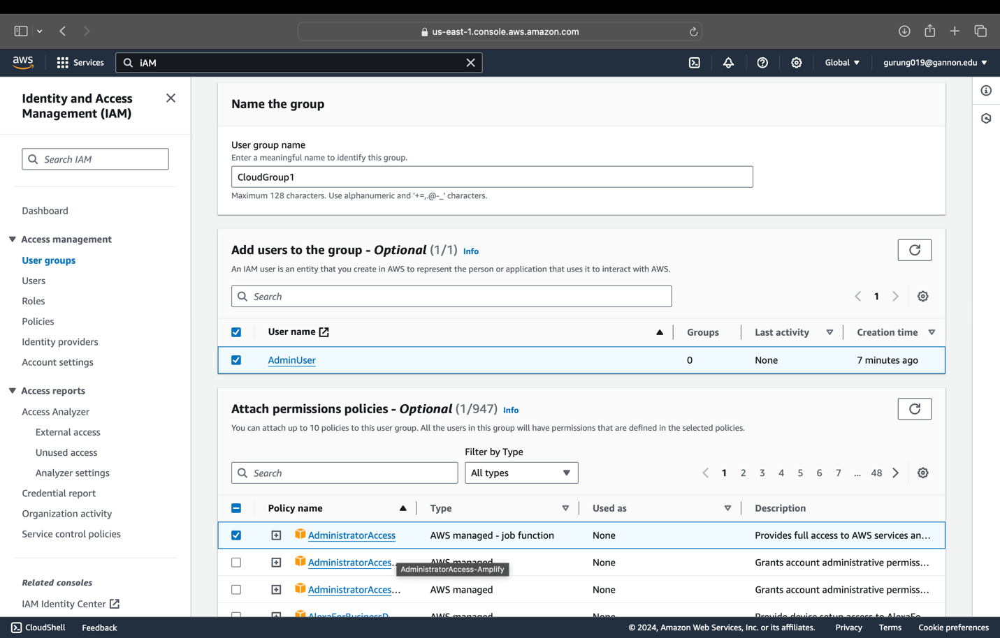 us-east-1.console.aws.amazon.com
aws
Services
iAM
Global
gurung019@gannon.edu
Identity and Access
Management (IAM)
Search IAM
Dashboard
Access management
User groups
Users
Roles
Policies
Identity providers
Account settings
Access reports
Access Analyzer
External access
Unused access
Analyzer settings
Credential report
Organization activity
Service control policies
Related consoles
IAM Identity Center
Name the group
User group name
Enter a meaningful name to identify this group.
CloudGroup1
Maximum 128 characters. Use alphanumeric and '+=,.@-_' characters.
Add users to the group - Optional (1/1) Info
An IAM user is an entity that you create in AWS to represent the person or application that uses it to interact with AWS.
Search
1
User name Groups Last activity Creation time
AdminUser 0 None 7 minutes ago
Attach permissions policies - Optional (1/947) Info
You can attach up to 10 policies to this user group. All the users in this group will have permissions that are defined in the selected policies.
Filter by Type
Search
All types
1 2 3 4 5 6 7 ... 48
Policy name Type Used as Description
AdministratorAccess AWS managed - job function None Provides full access to AWS services an...
AdministratorAcces... AWS managed None Grants account administrative permiss...
AdministratorAccess-Amplify
AdministratorAcces... AWS managed None Grants account administrative permiss...
AlexaForBusinessD AWS managed None Provide device setup access to AlexaFo
CloudShell
Feedback
© 2024, Amazon Web Services, Inc. or its affiliates.
Privacy
Terms
Cookie preferences